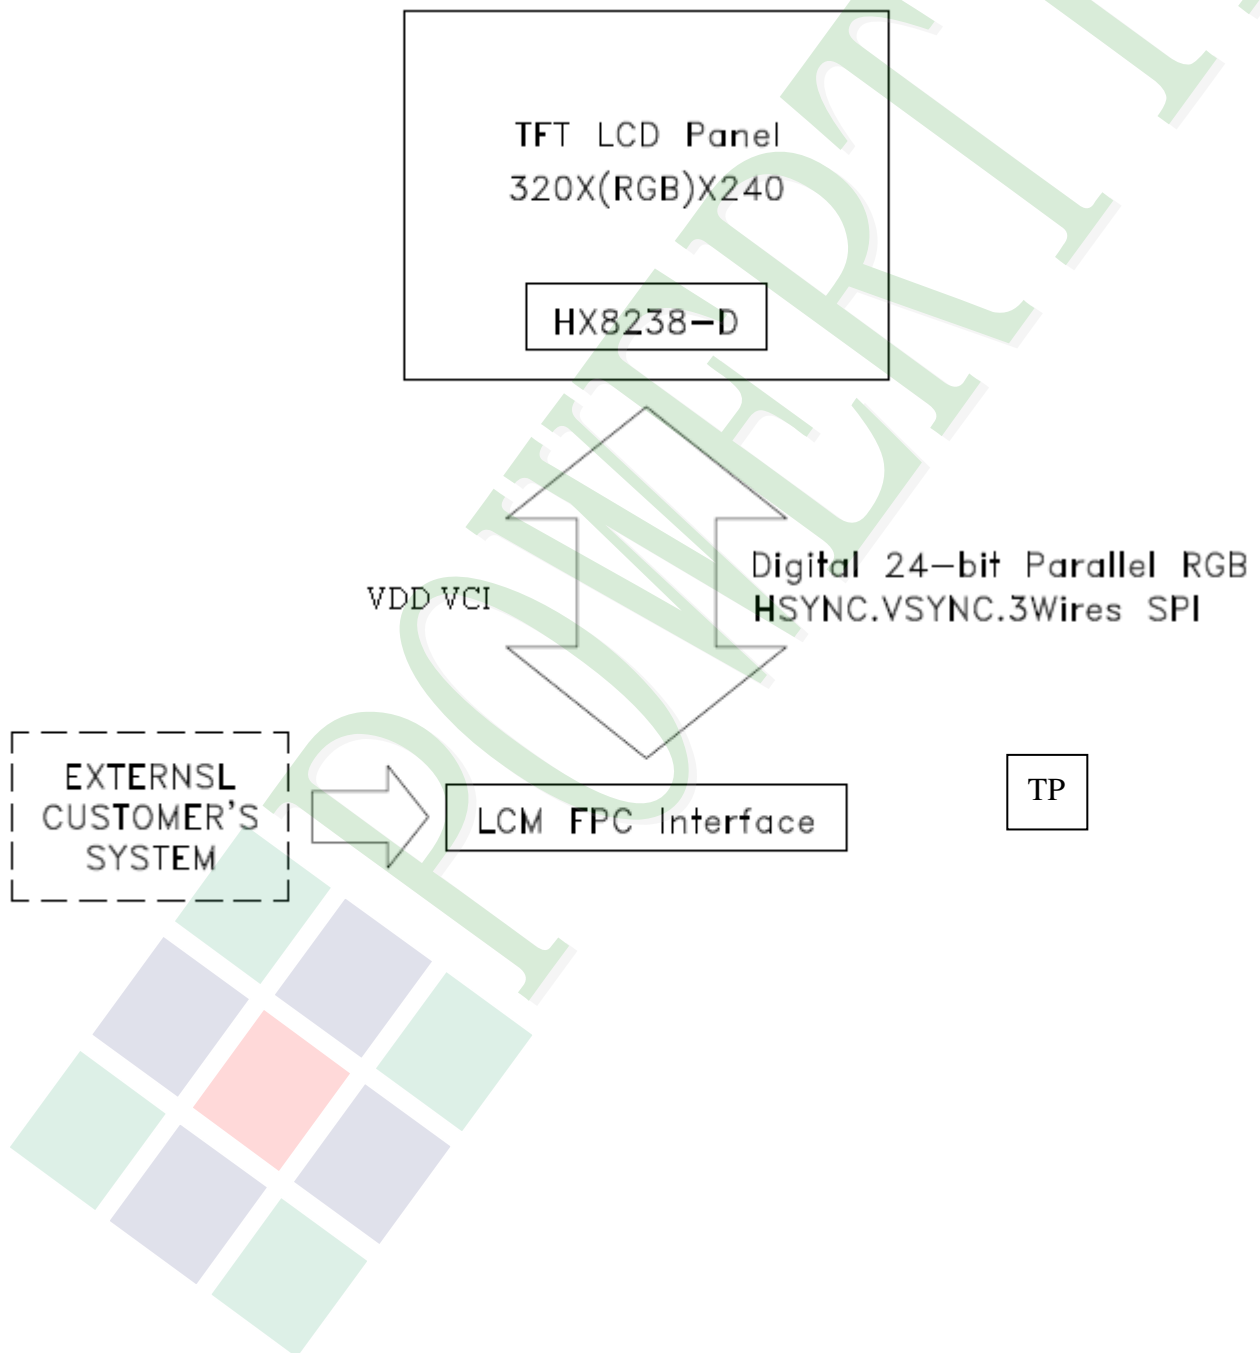 TFT LCD Panel
320X(RGB)X240
HX8238-D
VDD VCI
Digital 24-bit Parallel RGB
HSYNC.VSYNC.3Wires SPI
EXTERNSL
CUSTOMER'S
SYSTEM
LCM FPC Interface
TP
POWERT